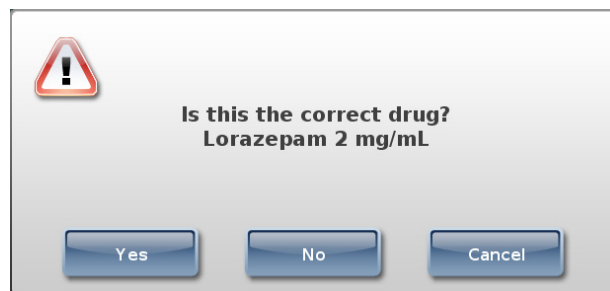 Is this the correct drug?
Lorazepam 2 mg/mL
Yes
No
Cancel